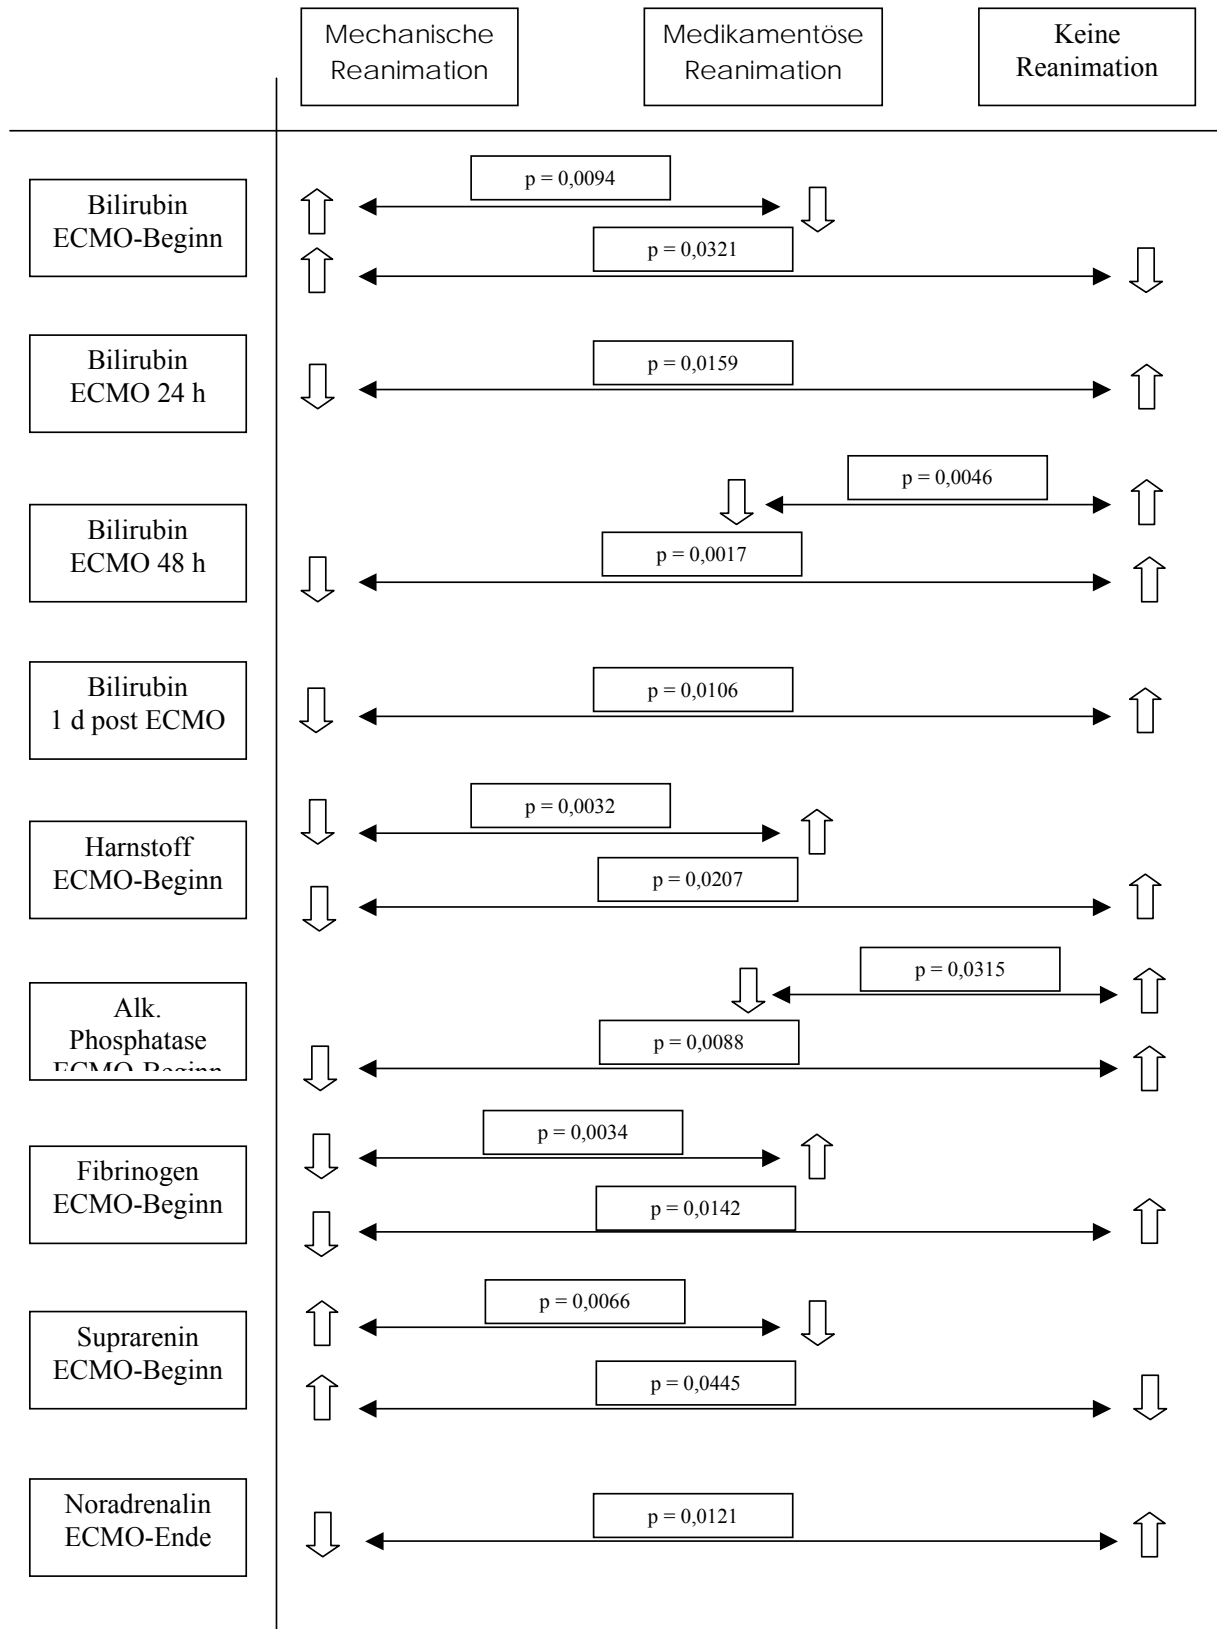 Mechanische
Reanimation
Medikamentöse
Reanimation
Keine
Reanimation
Bilirubin
ECMO-Beginn
p = 0,0094
p = 0,0321
Bilirubin
ECMO 24 h
p = 0,0159
Bilirubin
ECMO 48 h
p = 0,0046
p = 0,0017
Bilirubin
1 d post ECMO
p = 0,0106
Harnstoff
ECMO-Beginn
p = 0,0032
p = 0,0207
Alk.
Phosphatase
ECMO-Beginn
p = 0,0315
p = 0,0088
Fibrinogen
ECMO-Beginn
p = 0,0034
p = 0,0142
Suprarenin
ECMO-Beginn
p = 0,0066
p = 0,0445
Noradrenalin
ECMO-Ende
p = 0,0121